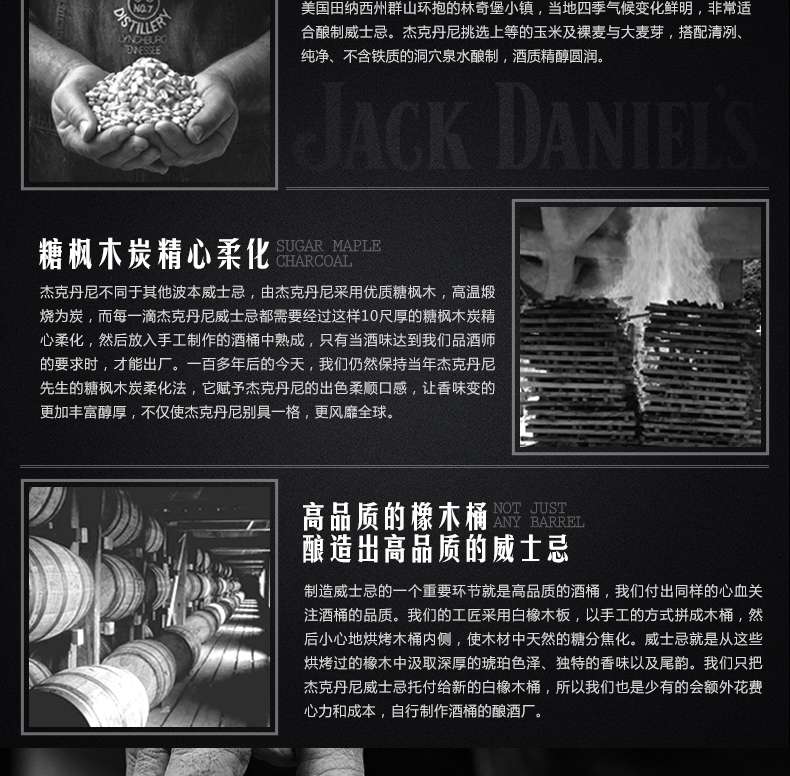 No.7
DISTILLERY
LYNCHBURG
TENNESSEE
美国田纳西州群山环抱的林奇堡小镇，当地四季气候变化鲜明，非常适
合酿制威士忌。杰克丹尼挑选上等的玉米及裸麦与大麦芽，搭配清冽、
纯净、不含铁质的洞穴泉水酿制，酒质精醇圆润。
JACK DANIEL'S
糖枫木炭精心柔化
SUGAR MAPLE
CHARCOAL
杰克丹尼不同于其他波本威士忌，由杰克丹尼采用优质糖枫木，高温煅
烧为炭，而每一滴杰克丹尼威士忌都需要经过这样10尺厚的糖枫木炭精
心柔化，然后放入手工制作的酒桶中熟成，只有当酒味达到我们品酒师
的要求时，才能出厂。一百多年后的今天，我们仍然保持当年杰克丹尼
先生的糖枫木炭柔化法，它赋予杰克丹尼的出色柔顺口感，让香味变的
更加丰富醇厚，不仅使杰克丹尼别具一格，更风靡全球。
高品质的橡木桶
NOT JUST
ANY BARREL
酿造出高品质的威士忌
制造威士忌的一个重要环节就是高品质的酒桶，我们付出同样的心血关
注酒桶的品质。我们的工匠采用白橡木板，以手工的方式拼成木桶，然
后小心地烘烤木桶内侧，使木材中天然的糖分焦化。威士忌就是从这些
烘烤过的橡木中汲取深厚的琥珀色泽、独特的香味以及尾韵。我们只把
杰克丹尼威士忌托付给新的白橡木桶，所以我们也是少有的会额外花费
心力和成本，自行制作酒桶的酿酒厂。